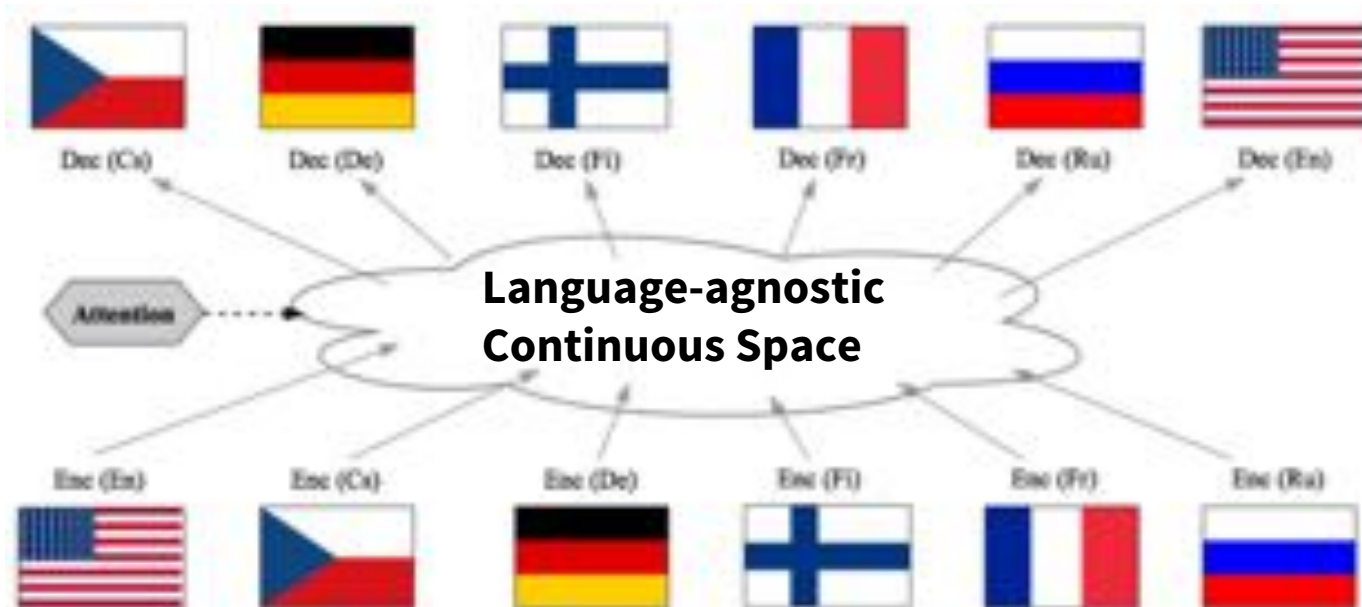 Dec (Cs) Dec (De) Dec (Fi) Dec (Fr) Dec (Ru) Dec (En)
Language-agnostic
Attention
Continuous Space
Enc (En) Enc (Cs) Enc (De) Enc (Fi) Enc (Fr) Enc (Ru)